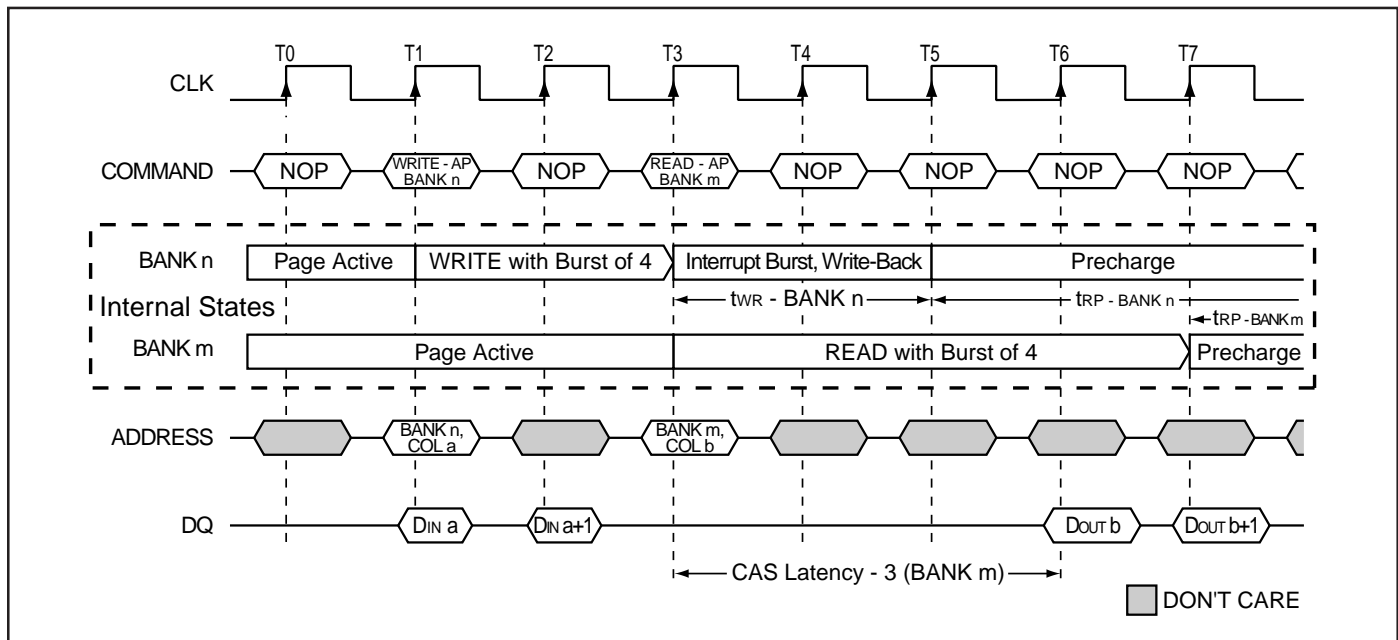 T0 T1 T2 T3 T4 T5 T6 T7
CLK
COMMAND NOP WRITE - AP BANK n NOP READ - AP BANK m NOP NOP NOP NOP
BANK n Page Active WRITE with Burst of 4 Interrupt Burst, Write-Back Precharge
tWR - BANK n tRP - BANK n
Internal States
tRP - BANK m
BANK m Page Active READ with Burst of 4 Precharge
ADDRESS BANK n, COL a BANK m, COL b
DQ DIN a DIN a+1 DOUT b DOUT b+1
CAS Latency - 3 (BANK m)
DON'T CARE